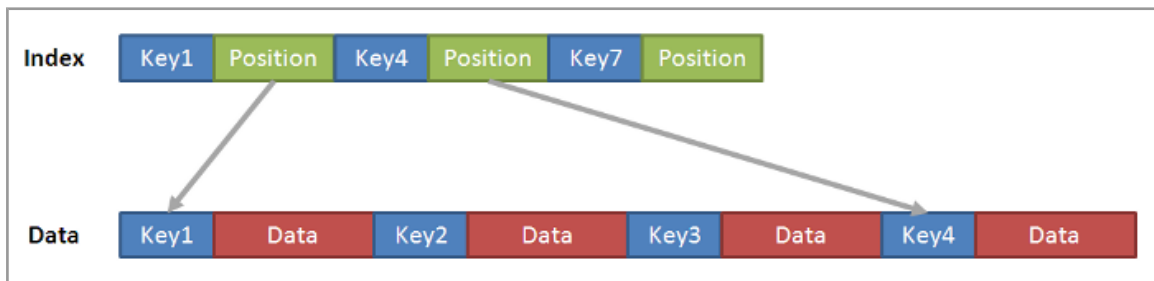 Index Key1 Position Key4 Position Key7 Position
Data Key1 Data Key2 Data Key3 Data Key4 Data